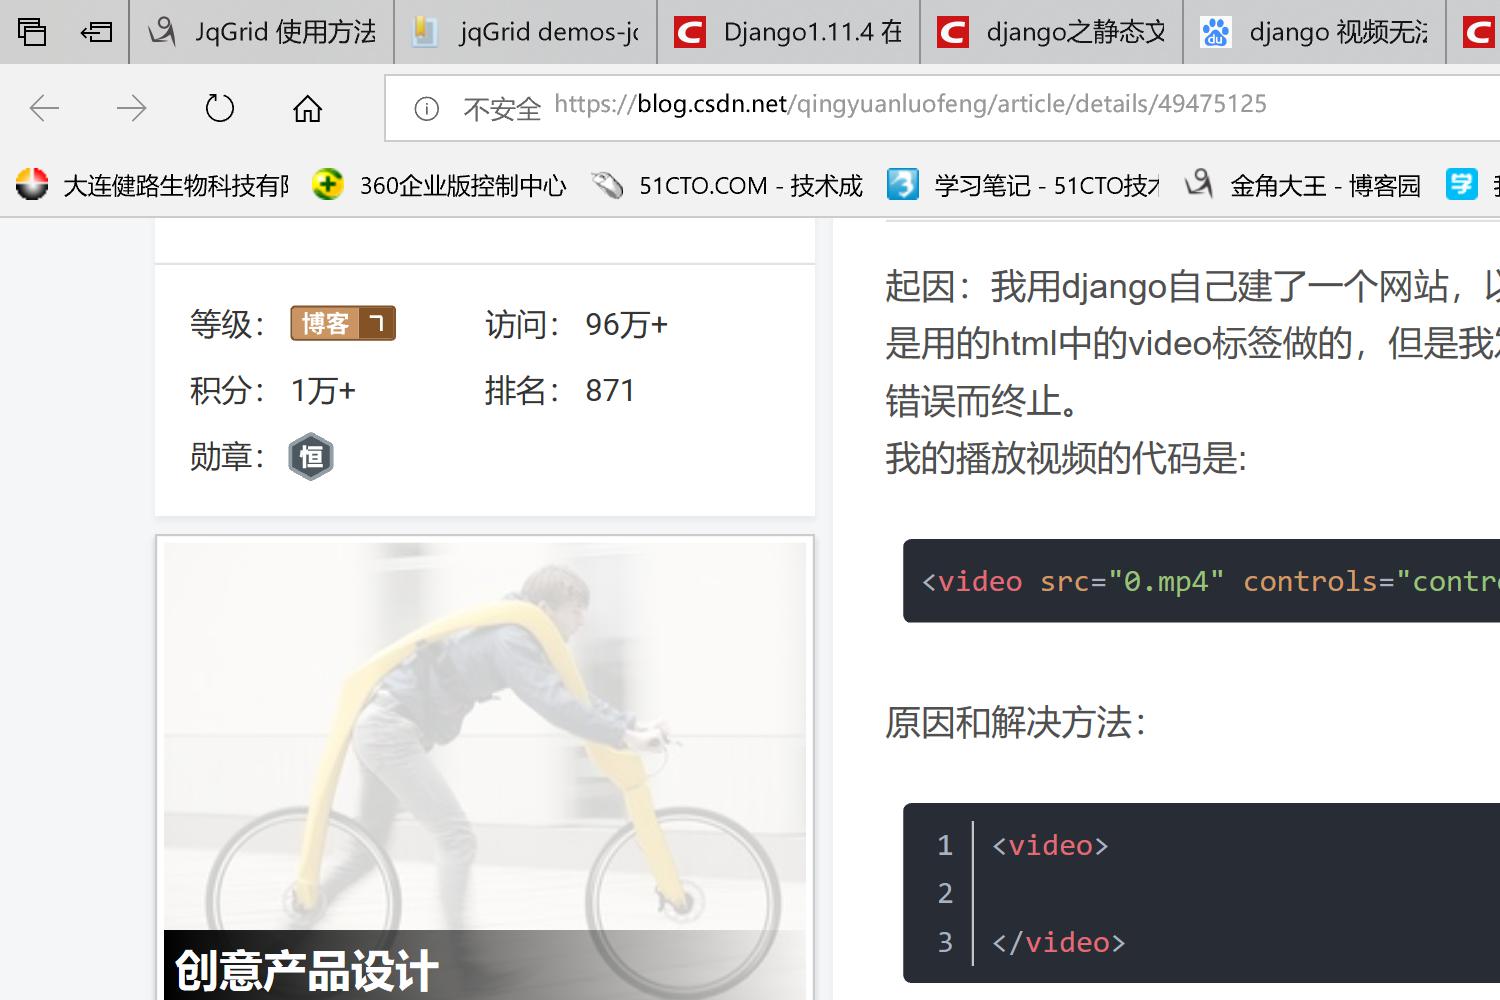 JqGrid 使用方法
jqGrid demos-jq
Django1.11.4 在
django之静态文
django 视频无法
不安全 https://blog.csdn.net/qingyuanluofeng/article/details/49475125
大连健路生物科技有限
360企业版控制中心
51CTO.COM - 技术成
学习笔记 - 51CTO技术
金角大王 - 博客园
学
等级： 博客 7 访问： 96万+
积分： 1万+ 排名： 871
勋章： 恒
创意产品设计
起因：我用django自己建了一个网站，以
是用的html中的video标签做的，但是我发
错误而终止。
我的播放视频的代码是:
<video src="0.mp4" controls="contro
原因和解决方法：
1 <video>
2
3 </video>